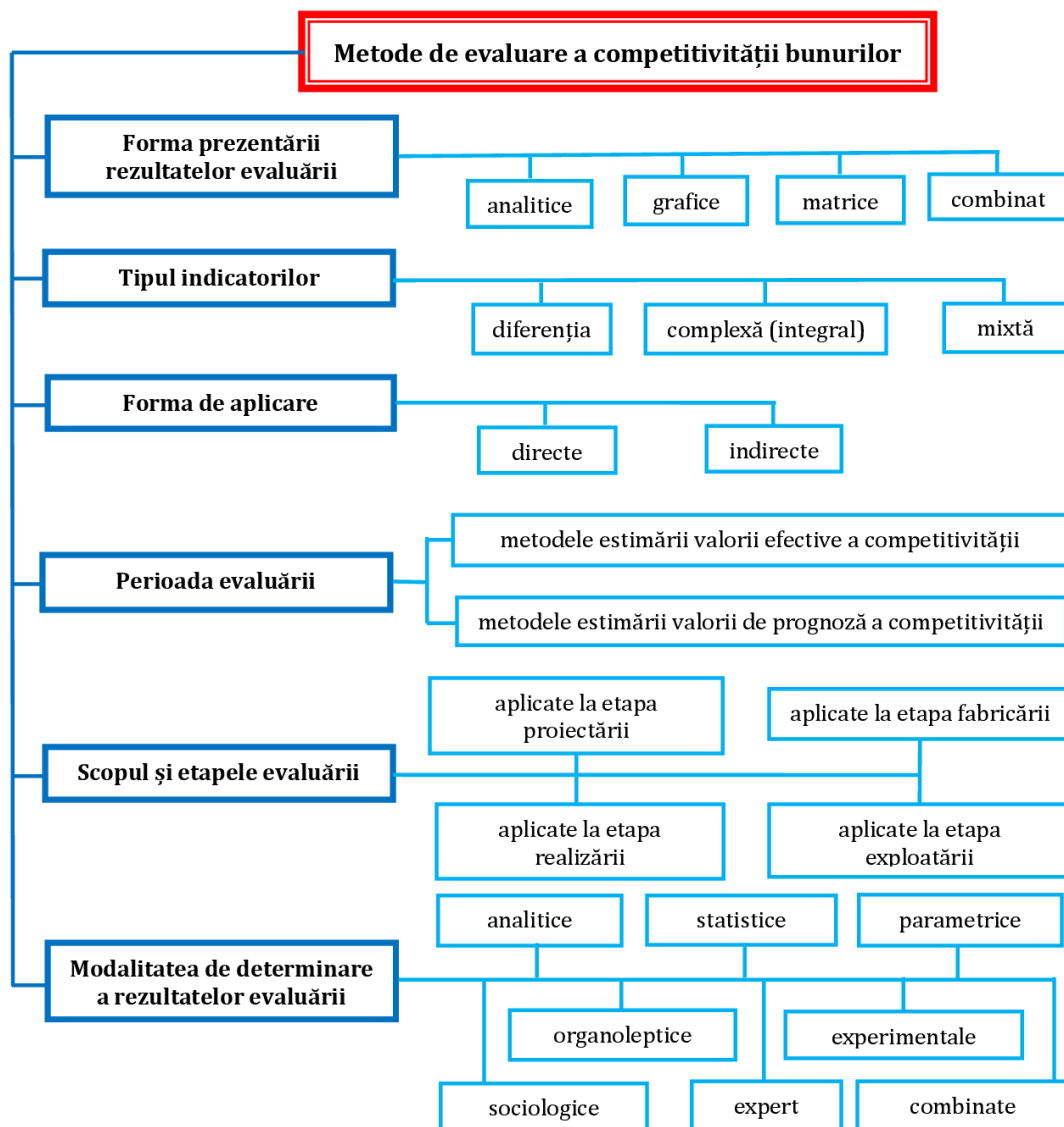 Metode de evaluare a competitivității bunurilor
Forma prezentării
rezultatelor evaluării
analitice
grafice
matrice
combinat
Tipul indicatorilor
diferenția
complexă (integral)
mixtă
Forma de aplicare
directe
indirecte
Perioada evaluării
metodele estimării valorii efective a competitivității
metodele estimării valorii de prognoză a competitivității
Scopul și etapele evaluării
aplicate la etapa
proiectării
aplicate la etapa fabricării
aplicate la etapa
realizării
aplicate la etapa
exploatării
Modalitatea de determinare
a rezultatelor evaluării
analitice
statistice
parametrice
organoleptice
experimentale
sociologice
expert
combinate